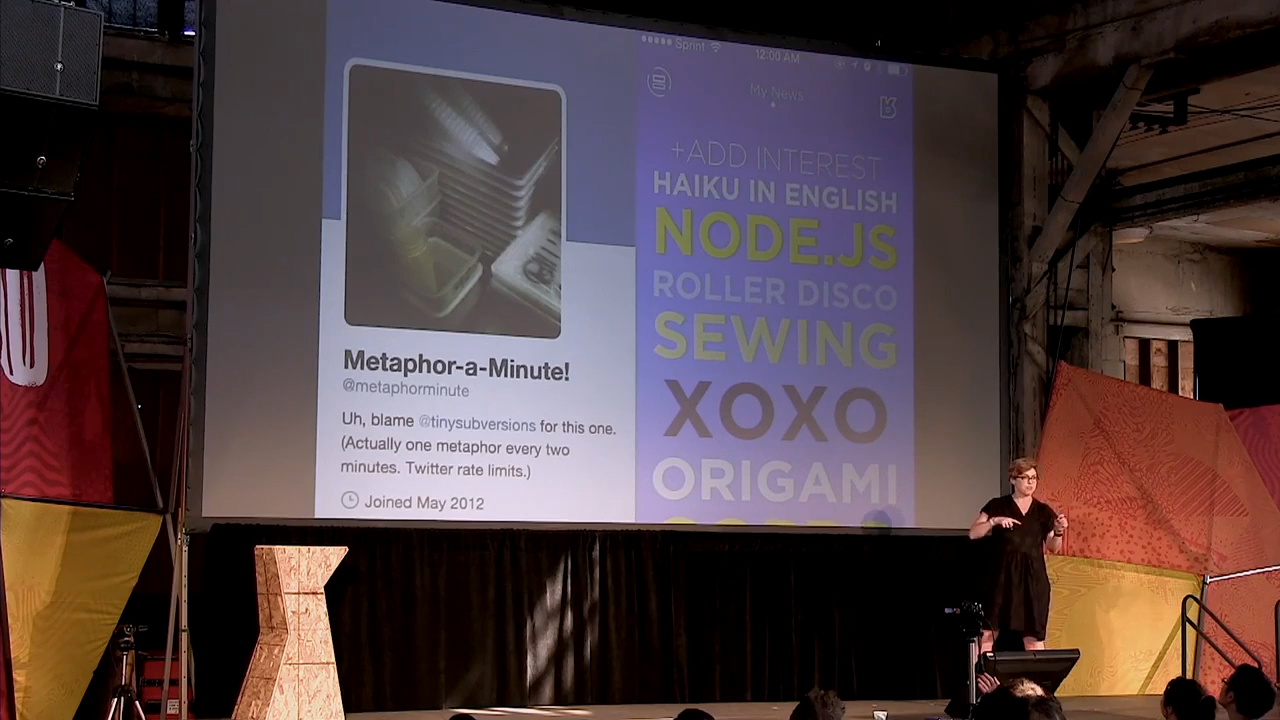 Metaphor-a-Minute!
@metaphorminute
Uh, blame @tinysubversions for this one.
(Actually one metaphor every two
minutes. Twitter rate limits.)
Joined May 2012
Sprint
12:00 AM
My News
+ADD INTEREST
HAIKU IN ENGLISH
NODE.JS
ROLLER DISCO
SEWING
XOXO
ORIGAMI